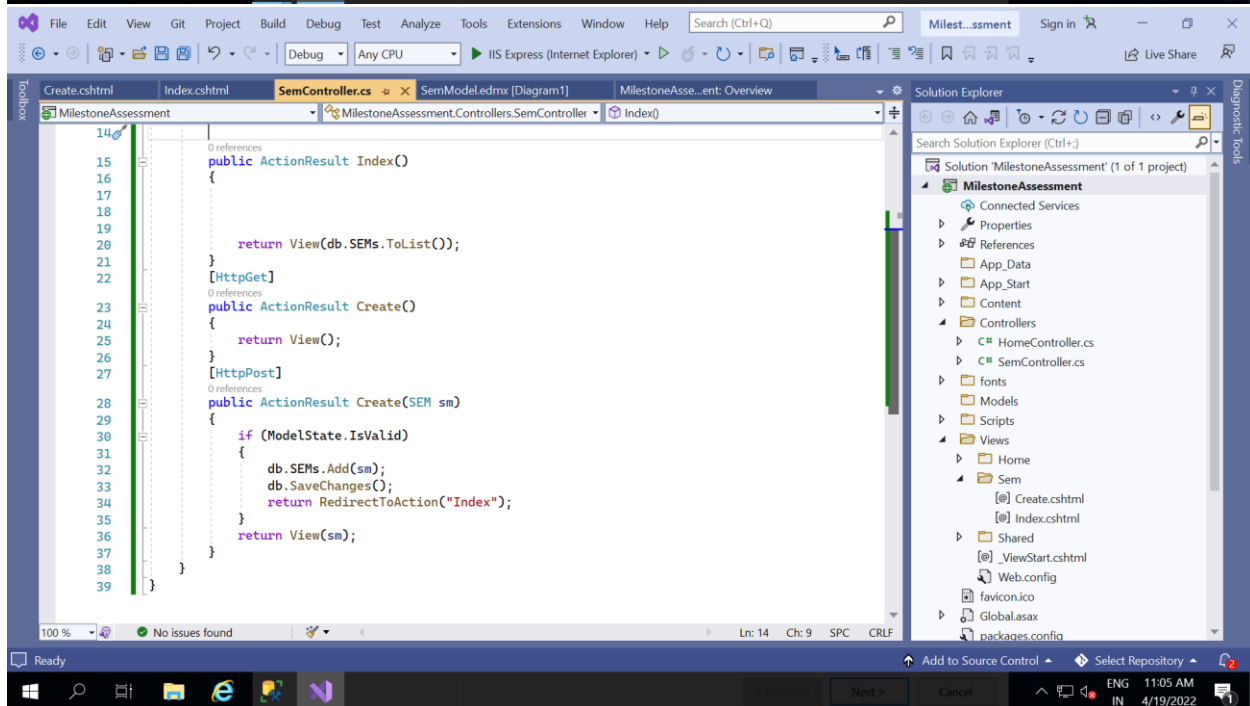 File Edit View Git Project Build Debug Test Analyze Tools Extensions Window Help Search (Ctrl+Q) Milest...ssment Sign in
Debug Any CPU IIS Express (Internet Explorer) Live Share
Toolbox
Create.cshtml Index.cshtml SemController.cs SemModel.edmx [Diagram1] MilestoneAsse...ent: Overview
MilestoneAssessment MilestoneAssessment.Controllers.SemController Index()
14
0 references
15 public ActionResult Index()
16 {
17
18
19
20 return View(db.SEMs.ToList());
21 }
22 [HttpGet]
0 references
23 public ActionResult Create()
24 {
25 return View();
26 }
27 [HttpPost]
0 references
28 public ActionResult Create(SEM sm)
29 {
30 if (ModelState.IsValid)
31 {
32 db.SEMs.Add(sm);
33 db.SaveChanges();
34 return RedirectToAction("Index");
35 }
36 return View(sm);
37 }
38 }
39 }
100 % No issues found Ln: 14 Ch: 9 SPC CRLF
Solution Explorer
Search Solution Explorer (Ctrl+;)
Solution 'MilestoneAssessment' (1 of 1 project)
MilestoneAssessment
Connected Services
Properties
References
App_Data
App_Start
Content
Controllers
C# HomeController.cs
C# SemController.cs
fonts
Models
Scripts
Views
Home
Sem
[@] Create.cshtml
[@] Index.cshtml
Shared
[@] _ViewStart.cshtml
Web.config
favicon.ico
Global.asax
packages.config
Diagnostic Tools
Ready Add to Source Control Select Repository 2
< Previous Next > Cancel
ENG 11:05 AM
IN 4/19/2022 1